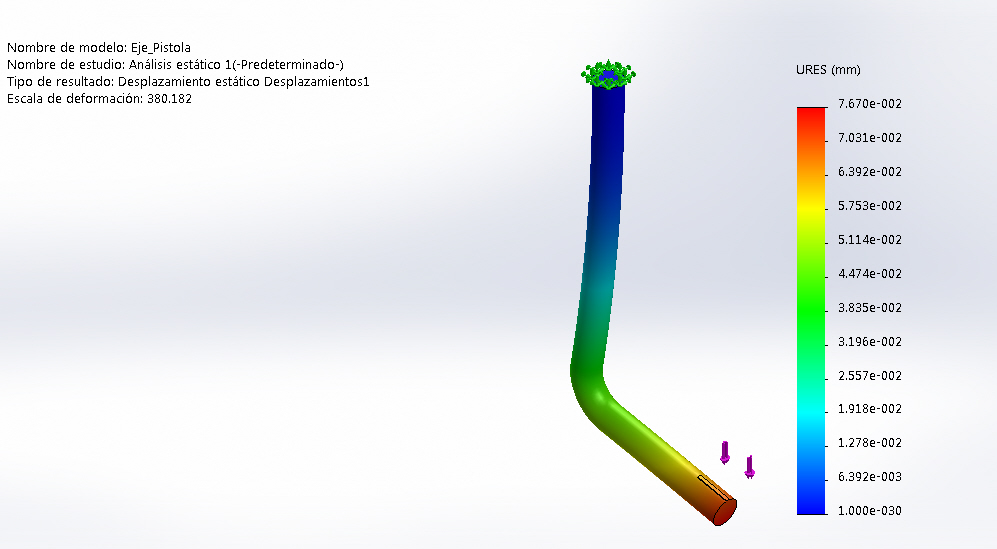 Nombre de modelo: Eje_Pistola
Nombre de estudio: Análisis estático 1(-Predeterminado-)
Tipo de resultado: Desplazamiento estático Desplazamientos1
Escala de deformación: 380.182
URES (mm)
7.670e-002
7.031e-002
6.392e-002
5.753e-002
5.114e-002
4.474e-002
3.835e-002
3.196e-002
2.557e-002
1.918e-002
1.278e-002
6.392e-003
1.000e-030